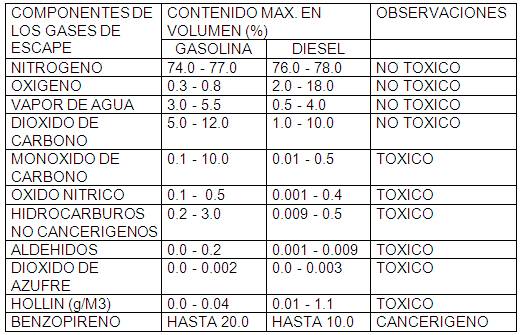 COMPONENTES DE LOS GASES DE ESCAPE | CONTENIDO MAX. EN VOLUMEN (%) | OBSERVACIONES
GASOLINA | DIESEL
NITROGENO | 74.0 - 77.0 | 76.0 - 78.0 | NO TOXICO
OXIGENO | 0.3 - 0.8 | 2.0 - 18.0 | NO TOXICO
VAPOR DE AGUA | 3.0 - 5.5 | 0.5 - 4.0 | NO TOXICO
DIOXIDO DE CARBONO | 5.0 - 12.0 | 1.0 - 10.0 | NO TOXICO
MONOXIDO DE CARBONO | 0.1 - 10.0 | 0.01 - 0.5 | TOXICO
OXIDO NITRICO | 0.1 - 0.5 | 0.001 - 0.4 | TOXICO
HIDROCARBUROS NO CANCERIGENOS | 0.2 - 3.0 | 0.009 - 0.5 | TOXICO
ALDEHIDOS | 0.0 - 0.2 | 0.001 - 0.009 | TOXICO
DIOXIDO DE AZUFRE | 0.0 - 0.002 | 0.0 - 0.003 | TOXICO
HOLLIN (g/M3) | 0.0 - 0.04 | 0.01 - 1.1 | TOXICO
BENZOPIRENO | HASTA 20.0 | HASTA 10.0 | CANCERIGENO